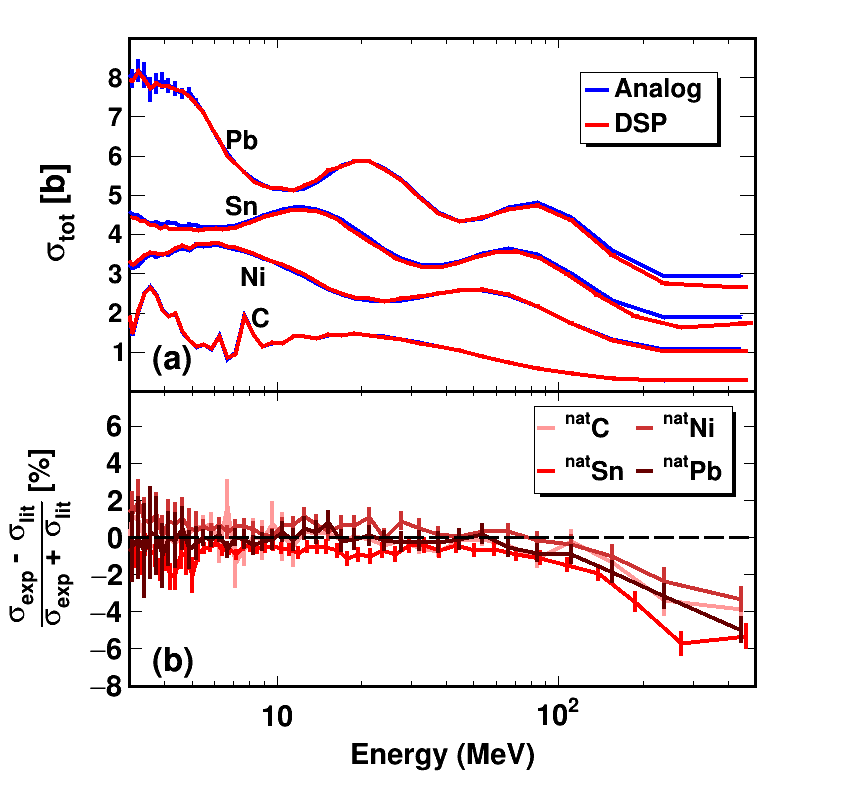 8
7
6
5
4
3
2
1
σtot [b]
Analog
DSP
Pb
Sn
Ni
C
(a)
6
4
2
0
−2
−4
−6
−8
σexp - σlit
σexp + σlit
[%]
natC
natNi
natSn
natPb
(b)
10
10²
Energy (MeV)